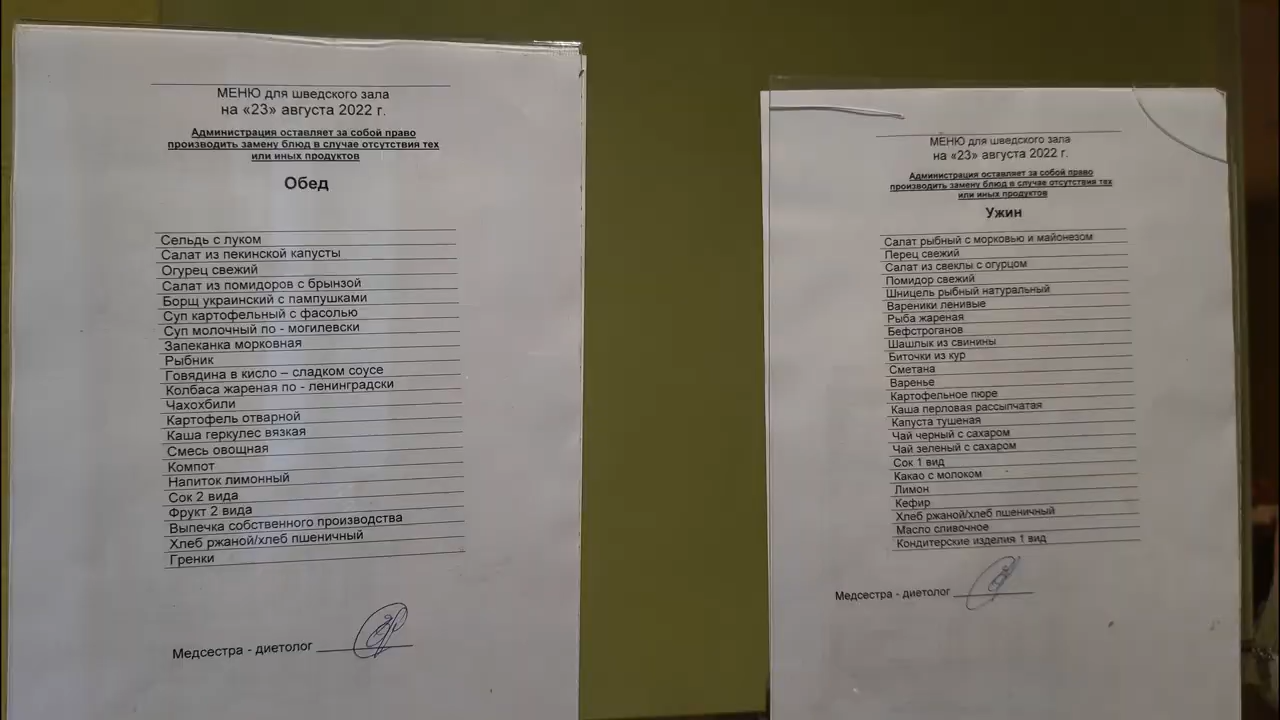 МЕНЮ для шведского зала
на «23» августа 2022 г.
Администрация оставляет за собой право
производить замену блюд в случае отсутствия тех
или иных продуктов
Обед
Сельдь с луком
Салат из пекинской капусты
Огурец свежий
Салат из помидоров с брынзой
Борщ украинский с пампушками
Суп картофельный с фасолью
Суп молочный по - могилевски
Запеканка морковная
Рыбник
Говядина в кисло – сладком соусе
Колбаса жареная по - ленинградски
Чахохбили
Картофель отварной
Каша геркулес вязкая
Смесь овощная
Компот
Напиток лимонный
Сок 2 вида
Фрукт 2 вида
Выпечка собственного производства
Хлеб ржаной/хлеб пшеничный
Гренки
Медсестра - диетолог
МЕНЮ для шведского зала
на «23» августа 2022 г.
Администрация оставляет за собой право
производить замену блюд в случае отсутствия тех
или иных продуктов
Ужин
Салат рыбный с морковью и майонезом
Перец свежий
Салат из свеклы с огурцом
Помидор свежий
Шницель рыбный натуральный
Вареники ленивые
Рыба жареная
Бефстроганов
Шашлык из свинины
Биточки из кур
Сметана
Варенье
Картофельное пюре
Каша перловая рассыпчатая
Капуста тушеная
Чай черный с сахаром
Чай зеленый с сахаром
Сок 1 вид
Какао с молоком
Лимон
Кефир
Хлеб ржаной/хлеб пшеничный
Масло сливочное
Кондитерские изделия 1 вид
Медсестра - диетолог